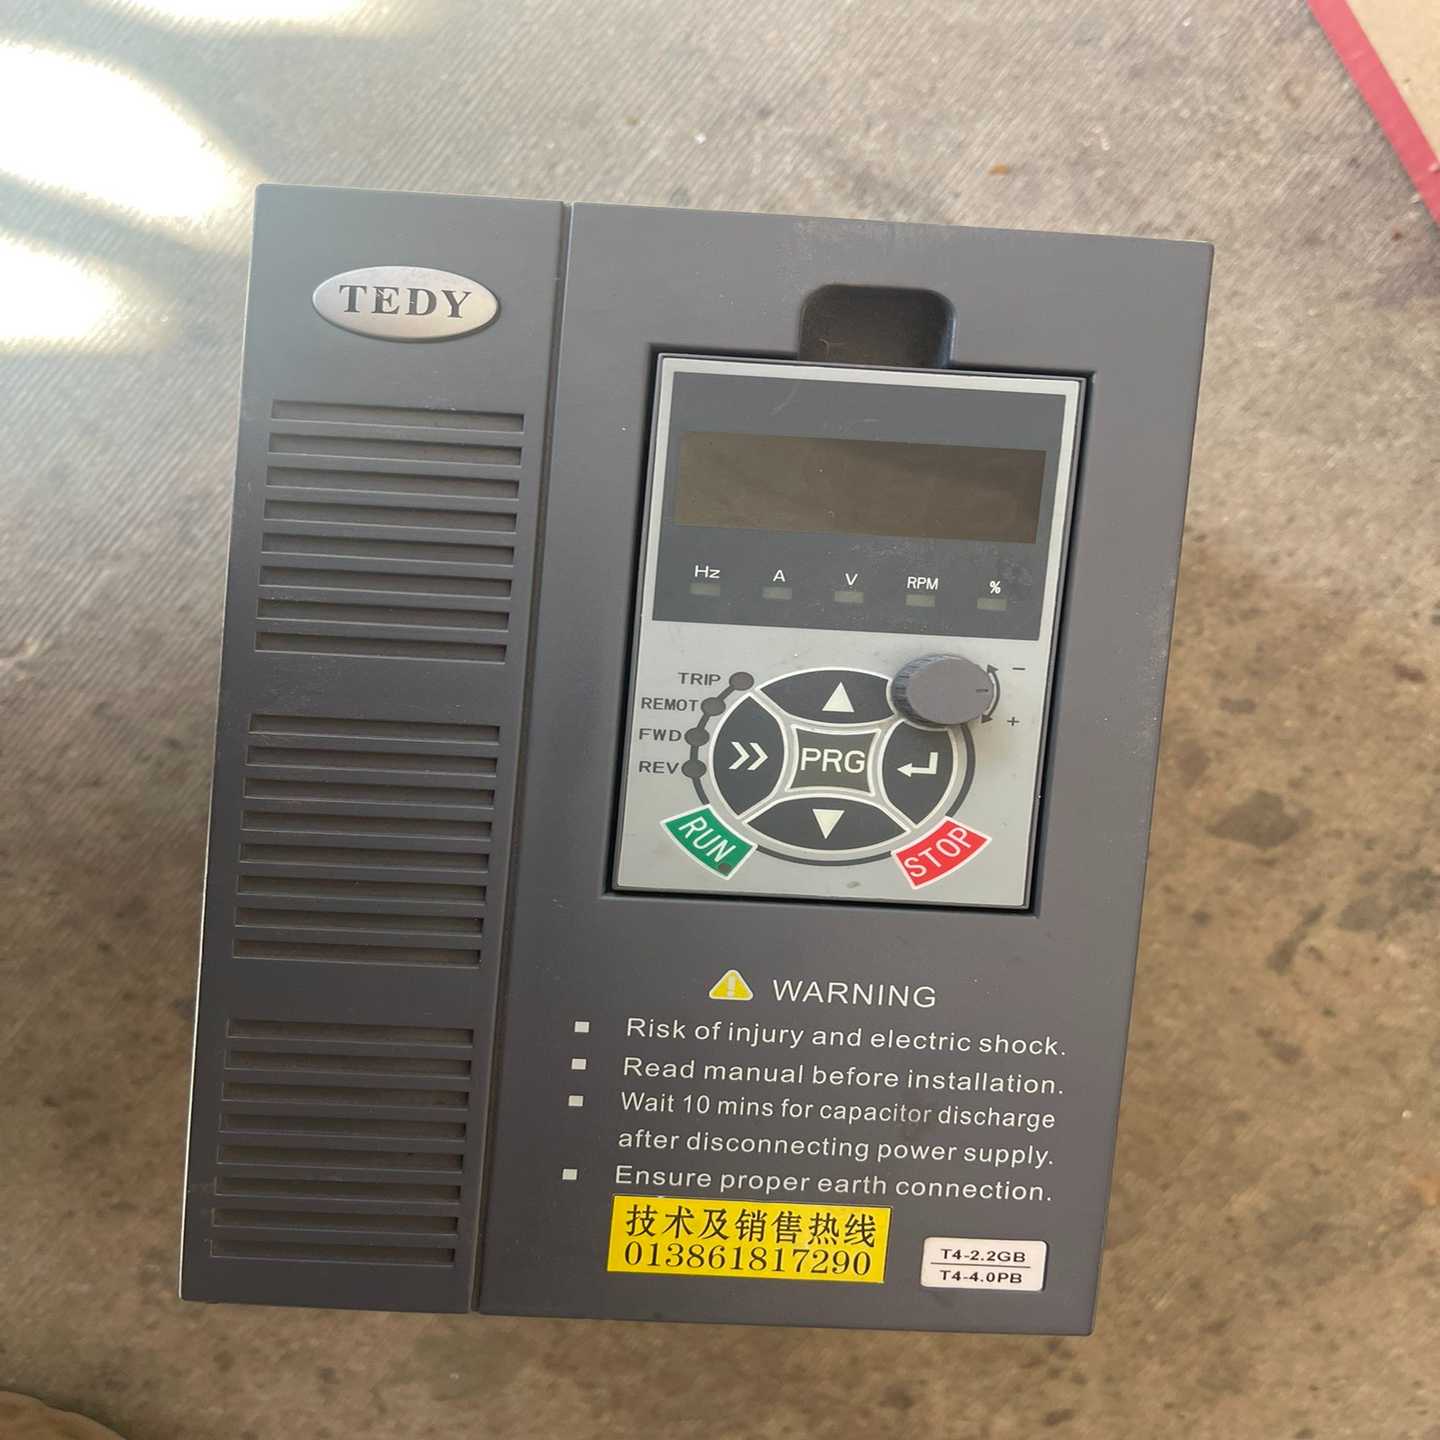 TEDY
Hz A V RPM %
TRIP
REMOT
FWD
REV
− 
+
PRG
RUN
STOP
WARNING
Risk of injury and electric shock.
Read manual before installation.
Wait 10 mins for capacitor discharge
after disconnecting power supply.
Ensure proper earth connection.
技术及销售热线
013861817290
T4-2.2GB
T4-4.0PB